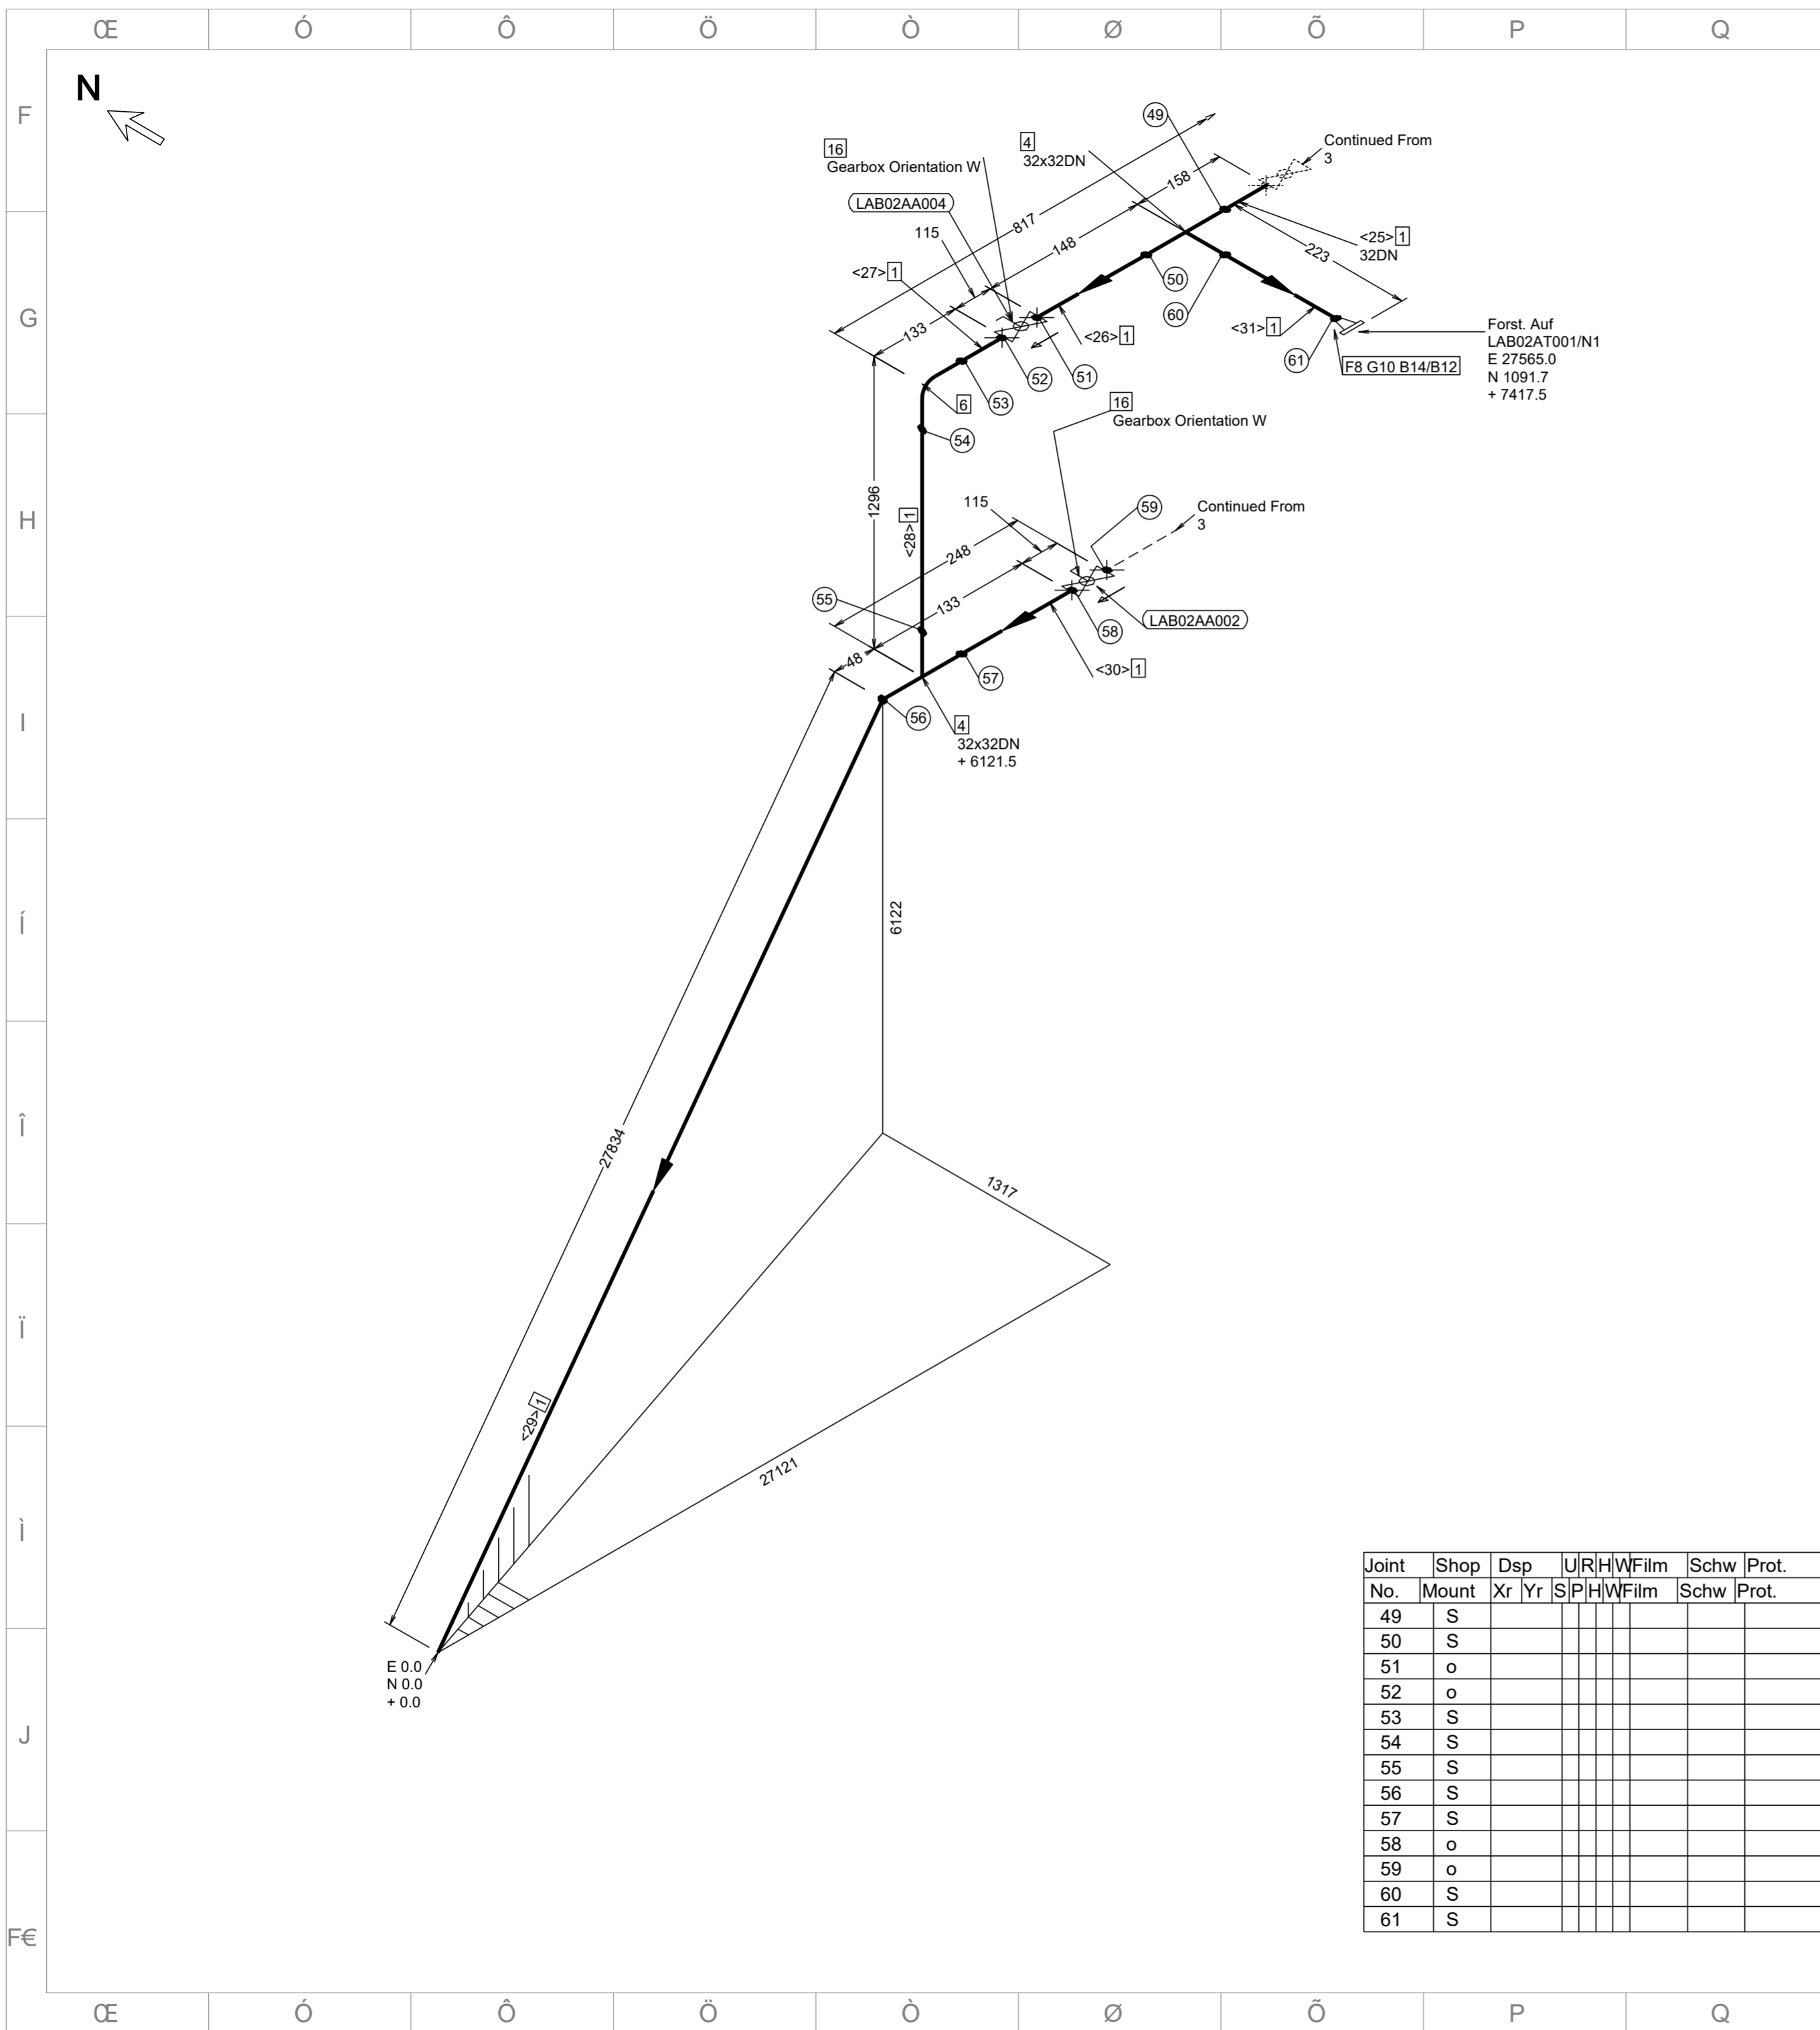 Œ Ó Ô Ö Ò Ø Õ P Q
N
F
49
16
Gearbox Orientation W
4
32x32DN
Continued From
3
158
LAB02AA004
817
115
148
<25> 1
32DN
223
<27> 1
50
60
G
133
<26> 1
<31> 1
61
Forst. Auf
LAB02AT001/N1
E 27565.0
N 1091.7
+ 7417.5
F8 G10 B14/B12
52
51
53
6
16
Gearbox Orientation W
54
1296
115
59
Continued From
3
H
<28> 1
248
55
133
LAB02AA002
58
48
<30> 1
57
56
I
4
32x32DN
+ 6121.5
6122
Í
Î
27834
1317
Ï
<29> 1
27121
Ì
E 0.0
N 0.0
+ 0.0
J
F€
Joint Shop Dsp U R H W Film Schw Prot.
No. Mount Xr Yr S P H W Film Schw Prot.
49 S
50 S
51 o
52 o
53 S
54 S
55 S
56 S
57 S
58 o
59 o
60 S
61 S
Œ Ó Ô Ö Ò Ø Õ P Q